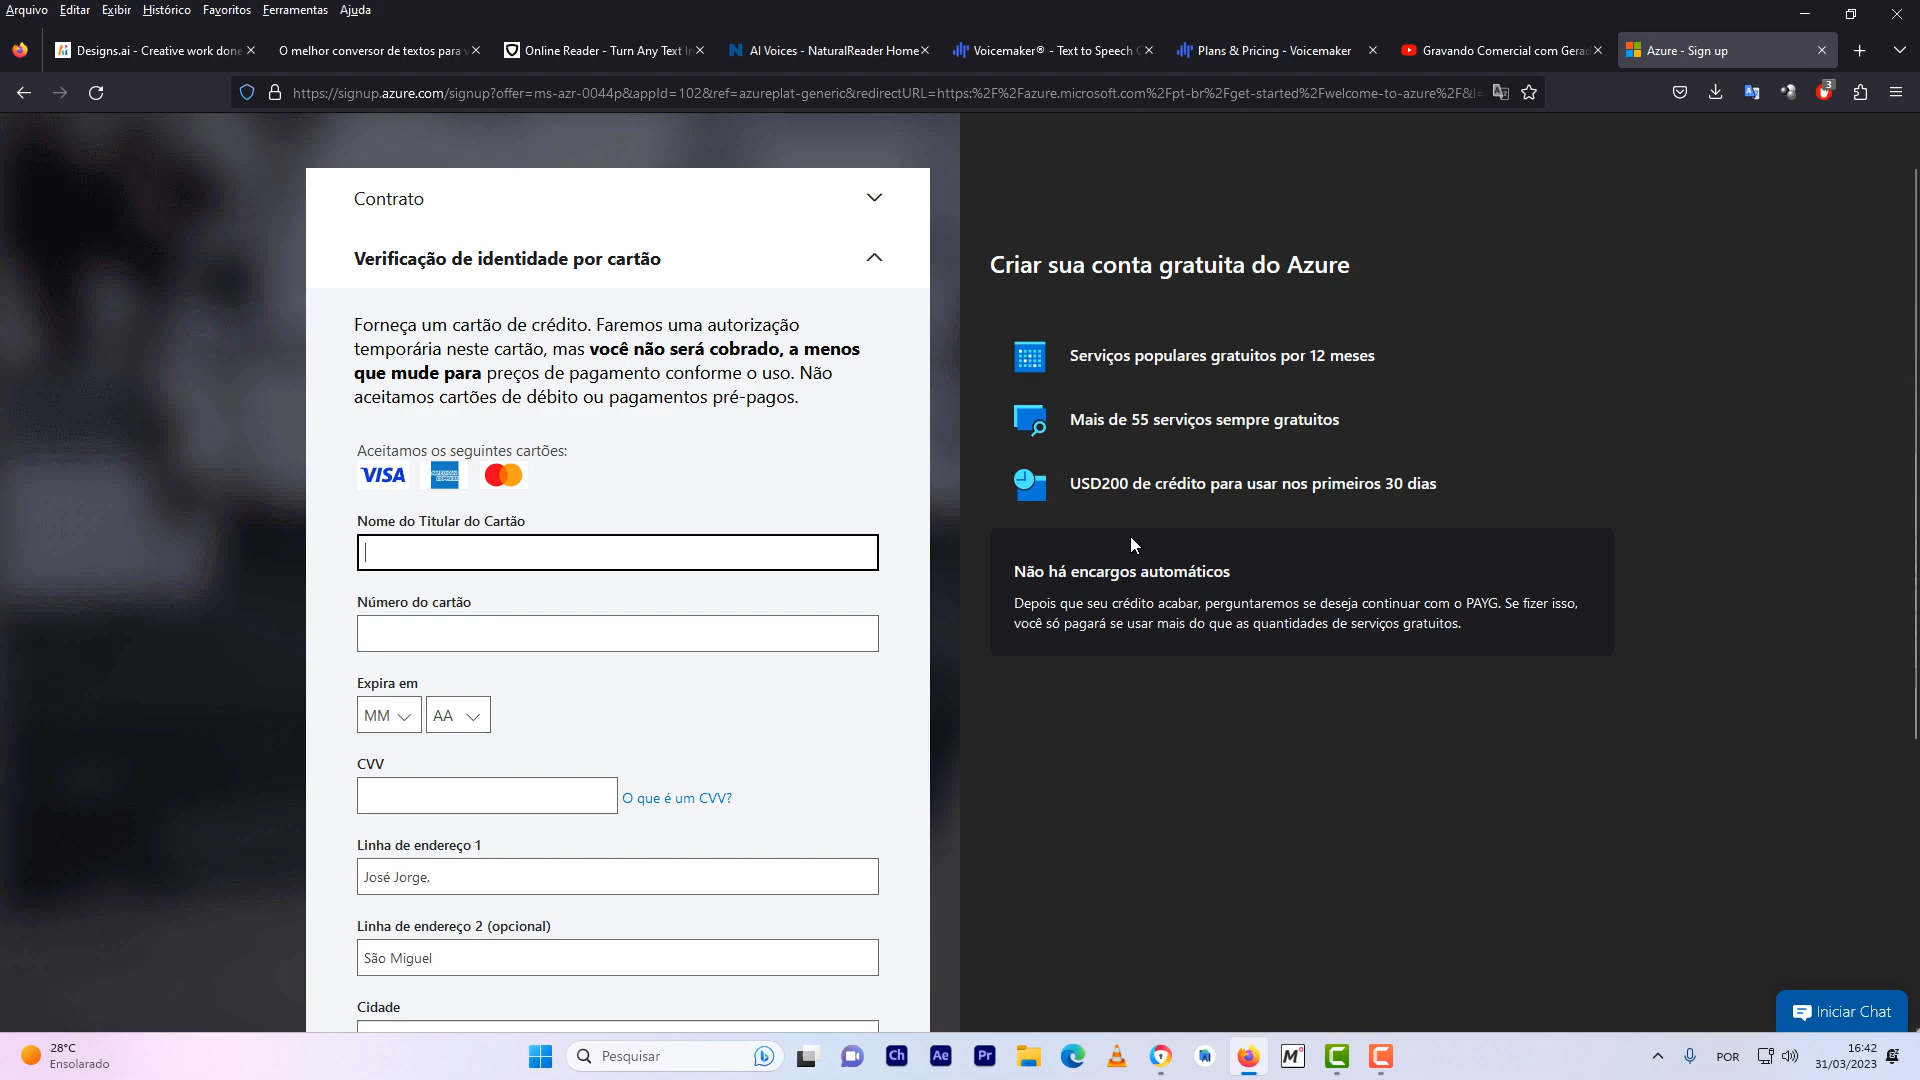 Arquivo Editar Exibir Histórico Favoritos Ferramentas Ajuda
Designs.ai - Creative work done
O melhor conversor de textos para v
Online Reader - Turn Any Text In
AI Voices - NaturalReader Home
Voicemaker® - Text to Speech C
Plans & Pricing - Voicemaker
Gravando Comercial com Gerad
Azure - Sign up
https://signup.azure.com/signup?offer=ms-azr-0044p&appId=102&ref=azureplat-generic&redirectURL=https:%2F%2Fazure.microsoft.com%2Fpt-br%2Fget-started%2Fwelcome-to-azure%2F&l=
3
Contrato
Verificação de identidade por cartão
Forneça um cartão de crédito. Faremos uma autorização
temporária neste cartão, mas você não será cobrado, a menos
que mude para preços de pagamento conforme o uso. Não
aceitamos cartões de débito ou pagamentos pré-pagos.
Aceitamos os seguintes cartões:
VISA
Nome do Titular do Cartão
Número do cartão
Expira em
MM AA
CVV
O que é um CVV?
Linha de endereço 1
José Jorge,
Linha de endereço 2 (opcional)
São Miguel
Cidade
Criar sua conta gratuita do Azure
Serviços populares gratuitos por 12 meses
Mais de 55 serviços sempre gratuitos
USD200 de crédito para usar nos primeiros 30 dias
Não há encargos automáticos
Depois que seu crédito acabar, perguntaremos se deseja continuar com o PAYG. Se fizer isso,
você só pagará se usar mais do que as quantidades de serviços gratuitos.
Iniciar Chat
28°C
Ensolarado
Pesquisar
Ch Ae Pr M C C
POR
16:42
31/03/2023